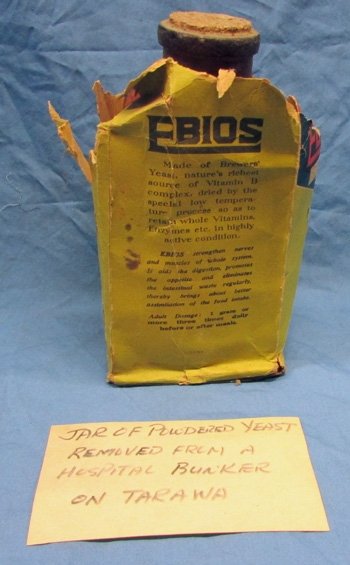 EBIOS
Made of Brewers'
Yeast, nature's richest
source of Vitamin B
complex, dried by the
special low tempera-
ture process so as to
retain whole Vitamins,
Enzymes etc. in highly
active condition.
EBIOS strengthen nerves
and muscles of whole system.
It aids the digestion, promotes
the appetite and eliminates
the intestinal waste regularly,
thereby brings about better
assimilation of the food intake.
Adult Dosage: 2 grams or
more three times daily
before or after meals.
JAR OF POWDERED YEAST
REMOVED FROM A
HOSPITAL BUNKER
ON TARAWA